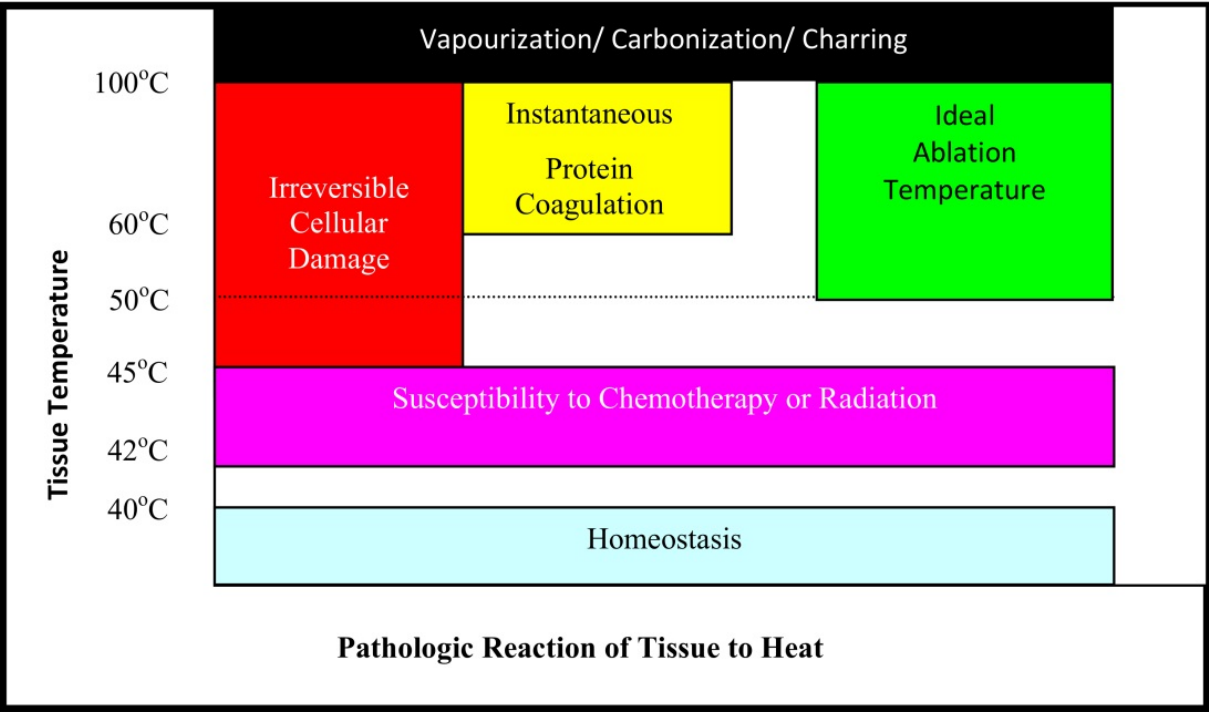 Vapourization/ Carbonization/ Charring
100°C
Instantaneous
Protein
Coagulation
Ideal
Ablation
Temperature
Irreversible
Cellular
Damage
60°C
50°C
45°C
Susceptibility to Chemotherapy or Radiation
42°C
40°C
Homeostasis
Tissue Temperature
Pathologic Reaction of Tissue to Heat